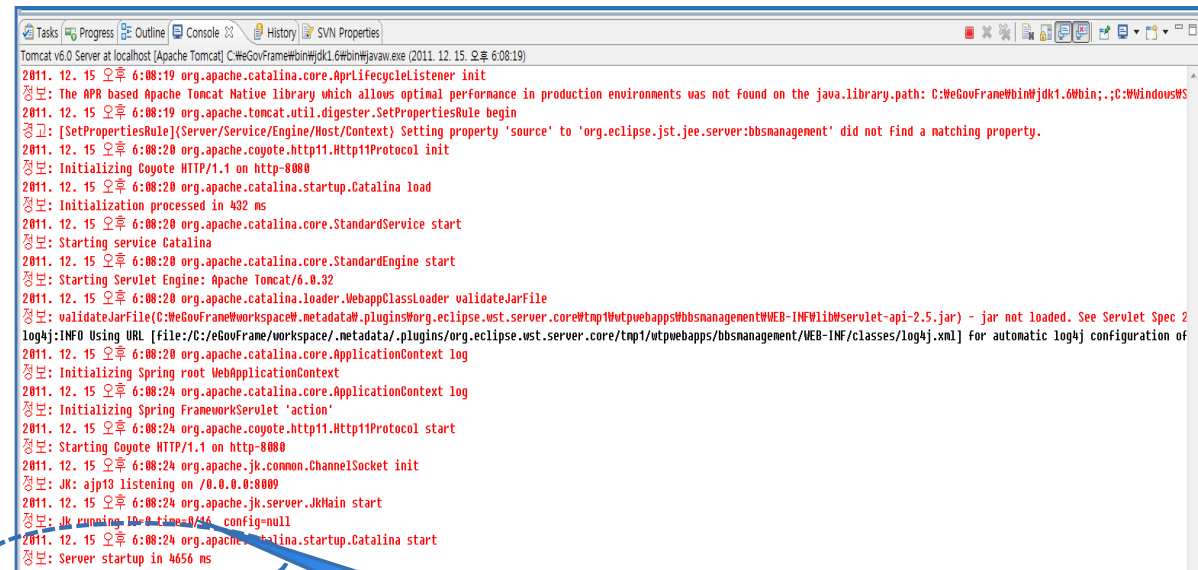 Tasks Progress Outline Console History SVN Properties
Tomcat v6.0 Server at localhost [Apache Tomcat] C:₩eGovFrame₩bin₩jdk1.6₩bin₩javaw.exe (2011. 12. 15. 오후 6:08:19)
2011. 12. 15 오후 6:08:19 org.apache.catalina.core.AprLifecycleListener init
정보: The APR based Apache Tomcat Native library which allows optimal performance in production environments was not found on the java.library.path: C:₩eGovFrame₩bin₩jdk1.6₩bin;.;C:₩Windows₩S
2011. 12. 15 오후 6:08:19 org.apache.tomcat.util.digester.SetPropertiesRule begin
경고: [SetPropertiesRule]{Server/Service/Engine/Host/Context} Setting property 'source' to 'org.eclipse.jst.jee.server:bbsmanagement' did not find a matching property.
2011. 12. 15 오후 6:08:20 org.apache.coyote.http11.Http11Protocol init
정보: Initializing Coyote HTTP/1.1 on http-8080
2011. 12. 15 오후 6:08:20 org.apache.catalina.startup.Catalina load
정보: Initialization processed in 432 ms
2011. 12. 15 오후 6:08:20 org.apache.catalina.core.StandardService start
정보: Starting service Catalina
2011. 12. 15 오후 6:08:20 org.apache.catalina.core.StandardEngine start
정보: Starting Servlet Engine: Apache Tomcat/6.0.32
2011. 12. 15 오후 6:08:20 org.apache.catalina.loader.WebappClassLoader validateJarFile
정보: validateJarFile(C:₩eGovFrame₩workspace₩.metadata₩.plugins₩org.eclipse.wst.server.core₩tmp1₩wtpwebapps₩bbsmanagement₩WEB-INF₩lib₩servlet-api-2.5.jar) - jar not loaded. See Servlet Spec 2
log4j:INFO Using URL [file:/C:/eGovFrame/workspace/.metadata/.plugins/org.eclipse.wst.server.core/tmp1/wtpwebapps/bbsmanagement/WEB-INF/classes/log4j.xml] for automatic log4j configuration of
2011. 12. 15 오후 6:08:20 org.apache.catalina.core.ApplicationContext log
정보: Initializing Spring root WebApplicationContext
2011. 12. 15 오후 6:08:24 org.apache.catalina.core.ApplicationContext log
정보: Initializing Spring FrameworkServlet 'action'
2011. 12. 15 오후 6:08:24 org.apache.coyote.http11.Http11Protocol start
정보: Starting Coyote HTTP/1.1 on http-8080
2011. 12. 15 오후 6:08:24 org.apache.jk.common.ChannelSocket init
정보: JK: ajp13 listening on /0.0.0.0:8009
2011. 12. 15 오후 6:08:24 org.apache.jk.server.JkMain start
정보: Jk running ID=0 time=0/16 config=null
2011. 12. 15 오후 6:08:24 org.apache.catalina.startup.Catalina start
정보: Server startup in 4656 ms